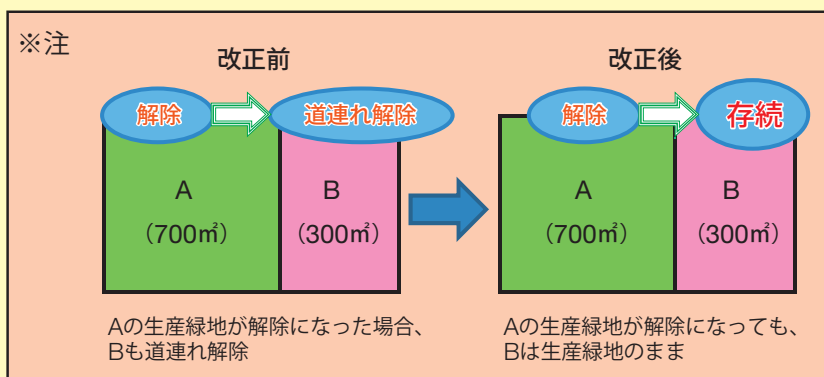 ※注
改正前
解除
道連れ解除
A
(700㎡)
B
(300㎡)
Aの生産緑地が解除になった場合、
Bも道連れ解除
改正後
解除
存続
A
(700㎡)
B
(300㎡)
Aの生産緑地が解除になっても、
Bは生産緑地のまま